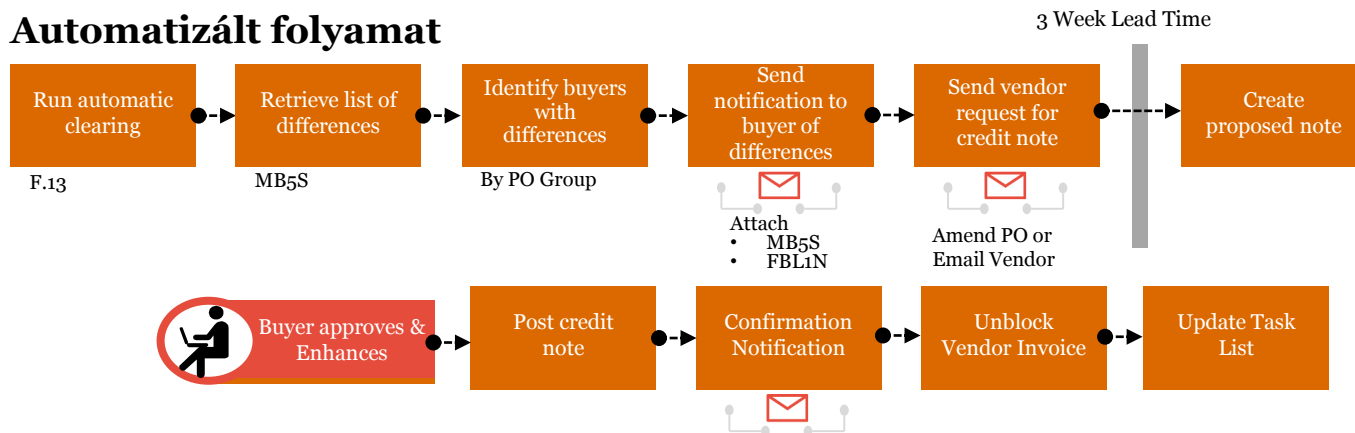 Automatizált folyamat
3 Week Lead Time
Run automatic
clearing
Retrieve list of
differences
Identify buyers
with
differences
Send
notification to
buyer of
differences
Send vendor
request for
credit note
Create
proposed note
F.13
MB5S
By PO Group
Attach
• MB5S
• FBL1N
Amend PO or
Email Vendor
Buyer approves &
Enhances
Post credit
note
Confirmation
Notification
Unblock
Vendor Invoice
Update Task
List